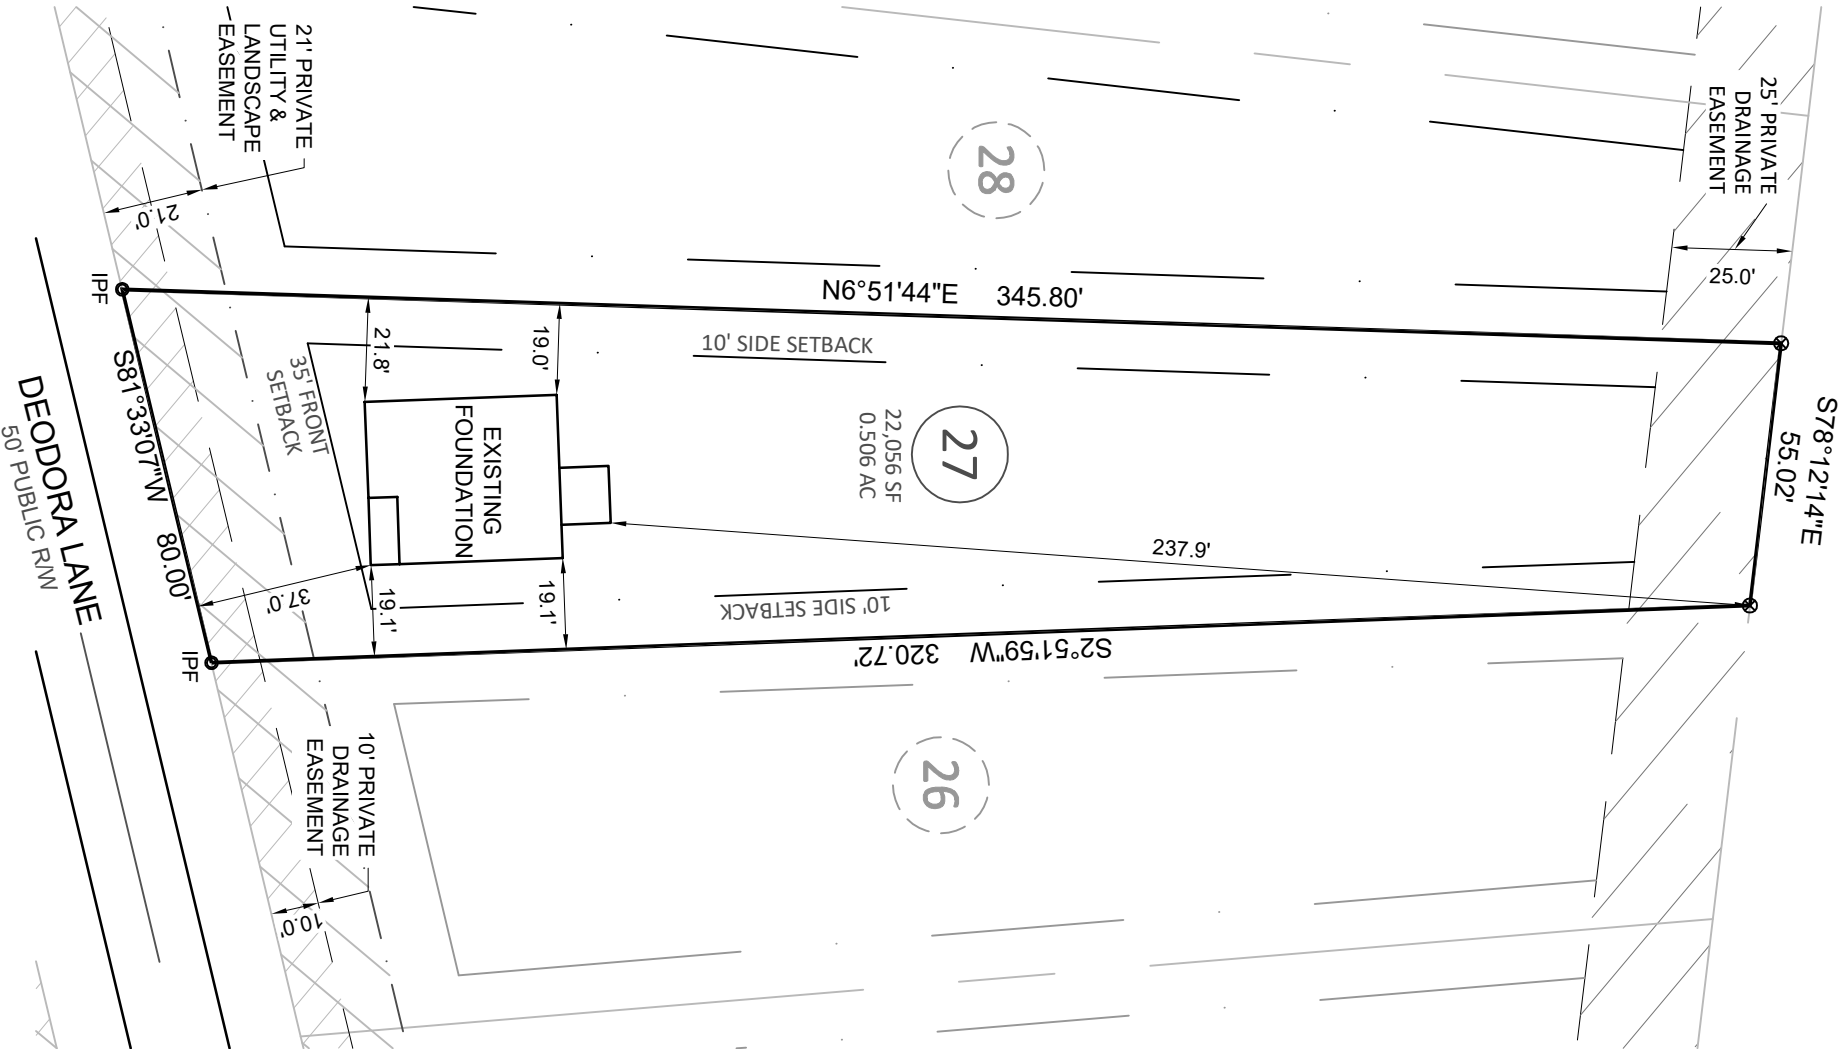 21' PRIVATE
UTILITY &
LANDSCAPE
EASEMENT
25' PRIVATE
DRAINAGE
EASEMENT
28
21.0'
25.0'
IPF
N6°51'44"E 345.80'
10' SIDE SETBACK
21.8'
19.0'
35' FRONT
SETBACK
S81°33'07"W 80.00'
DEODORA LANE
50' PUBLIC R/W
EXISTING
FOUNDATION
27
22,056 SF
0.506 AC
S78°12'14"E
55.02'
237.9'
37.0'
19.1'
19.1'
10' SIDE SETBACK
S2°51'59"W 320.72'
IPF
10' PRIVATE
DRAINAGE
EASEMENT
10.0'
26